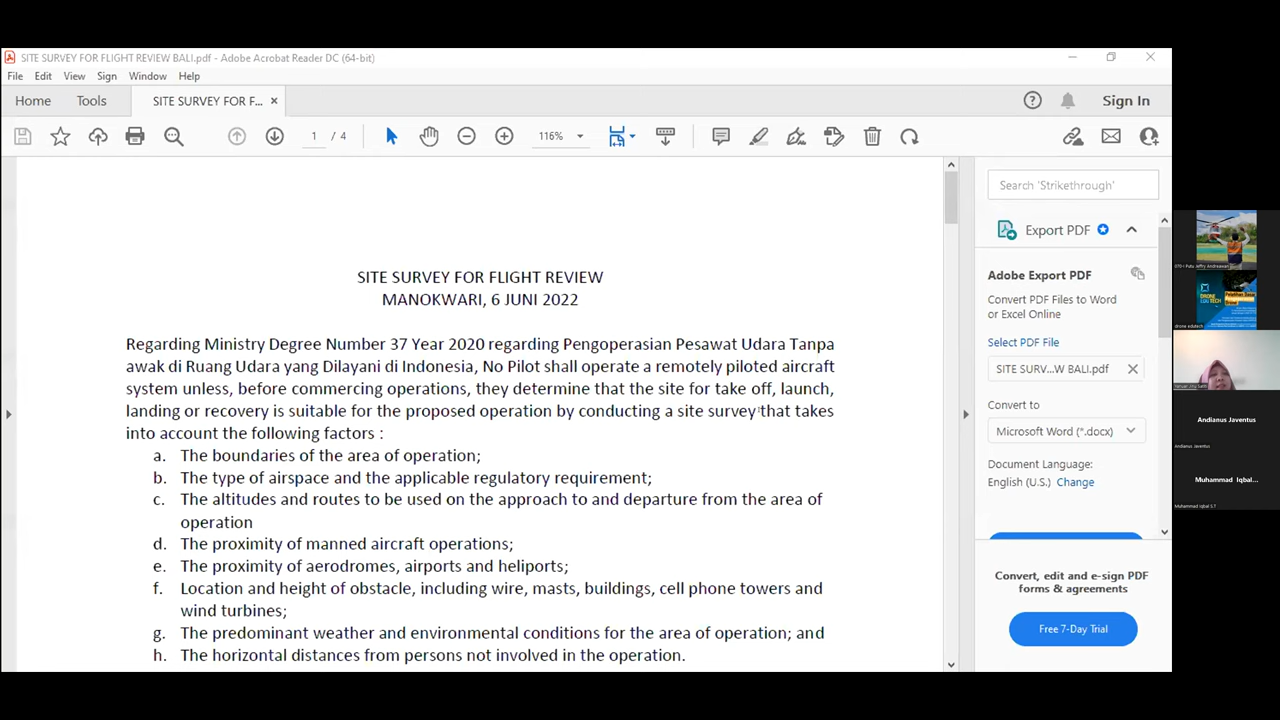 SITE SURVEY FOR FLIGHT REVIEW BALI.pdf - Adobe Acrobat Reader DC (64-bit)
File Edit View Sign Window Help
Home Tools SITE SURVEY FOR F... × Sign In
1 / 4 116%
SITE SURVEY FOR FLIGHT REVIEW
MANOKWARI, 6 JUNI 2022
Regarding Ministry Degree Number 37 Year 2020 regarding Pengoperasian Pesawat Udara Tanpa
awak di Ruang Udara yang Dilayani di Indonesia, No Pilot shall operate a remotely piloted aircraft
system unless, before commercing operations, they determine that the site for take off, launch,
landing or recovery is suitable for the proposed operation by conducting a site survey that takes
into account the following factors :
a. The boundaries of the area of operation;
b. The type of airspace and the applicable regulatory requirement;
c. The altitudes and routes to be used on the approach to and departure from the area of
operation
d. The proximity of manned aircraft operations;
e. The proximity of aerodromes, airports and heliports;
f. Location and height of obstacle, including wire, masts, buildings, cell phone towers and
wind turbines;
g. The predominant weather and environmental conditions for the area of operation; and
h. The horizontal distances from persons not involved in the operation.
Search 'Strikethrough'
Export PDF
Adobe Export PDF
Convert PDF Files to Word
or Excel Online
Select PDF File
SITE SURV...W BALI.pdf
Convert to
Microsoft Word (*.docx)
Document Language:
English (U.S.) Change
Convert, edit and e-sign PDF
forms & agreements
Free 7-Day Trial
DRONE
EDUTECH
drone edutech
Andianus Javentus
Andianus Javentus
Muhammad Iqbal...
Muhammad Iqbal S.T